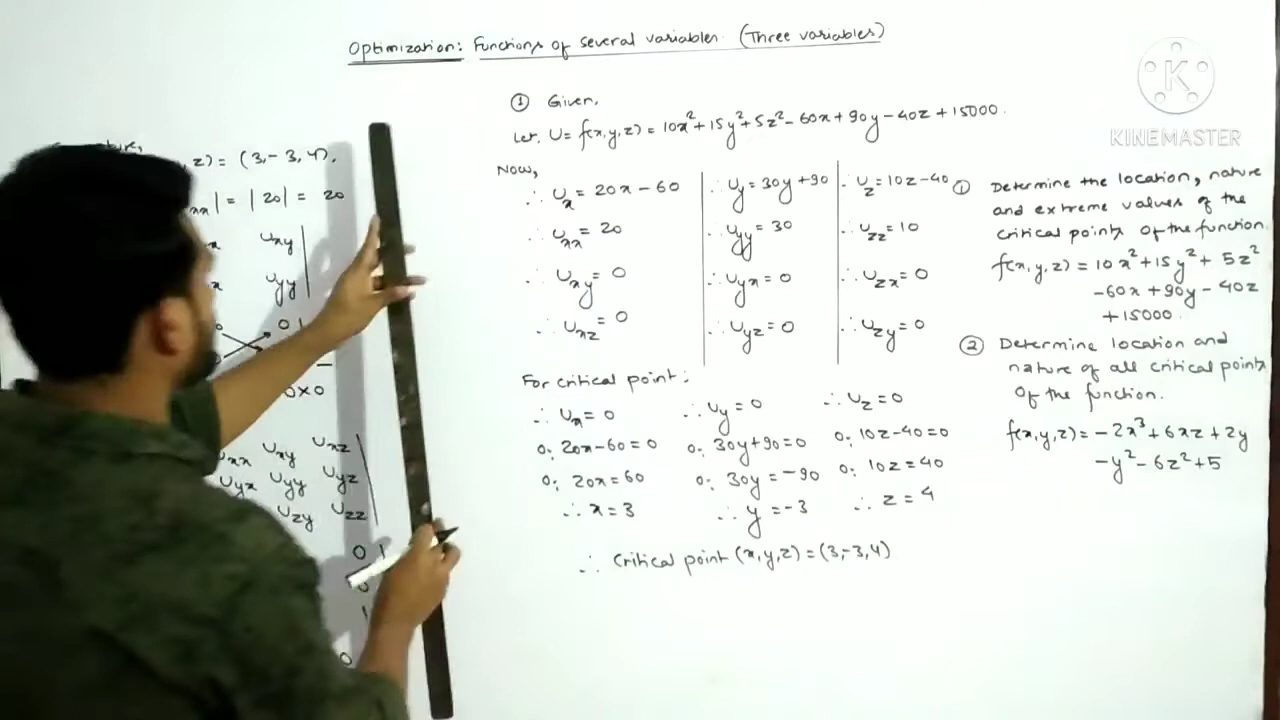 Optimization: Functions of several variables. (Three variables)
K
KINEMASTER
z) = (3,-3,4).
| = |20| = 20
Uxy
Uyy
0
0×0
Uxy Uxz
Uyx Uyy Uyz
Uzy Uzz
0
① Given,
Let, U = f(x,y,z) = 10x²+15y²+5z²-60x+90y-40z+15000.
Now,
∴ Ux = 20x-60 ∴ Uy = 30y+90 ∴ Uz = 10z-40
∴ Uxx = 20 ∴ Uyy = 30 ∴ Uzz = 10
∴ Uxy = 0 ∴ Uyx = 0 ∴ Uzx = 0
∴ Uxz = 0 ∴ Uyz = 0 ∴ Uzy = 0
For critical point:
∴ Ux = 0 ∴ Uy = 0 ∴ Uz = 0
20x-60=0 30y+90=0 10z-40=0
20x=60 30y=-90 10z=40
∴ x=3 ∴ y=-3 ∴ z=4
∴ Critical point (x,y,z) = (3,-3,4)
① Determine the location, nature
and extreme values of the
critical points of the function.
f(x,y,z) = 10x²+15y²+5z²
-60x+90y-40z
+15000.
② Determine location and
nature of all critical points
of the function.
f(x,y,z) = -2x³+6xz+2y
-y²-6z²+5